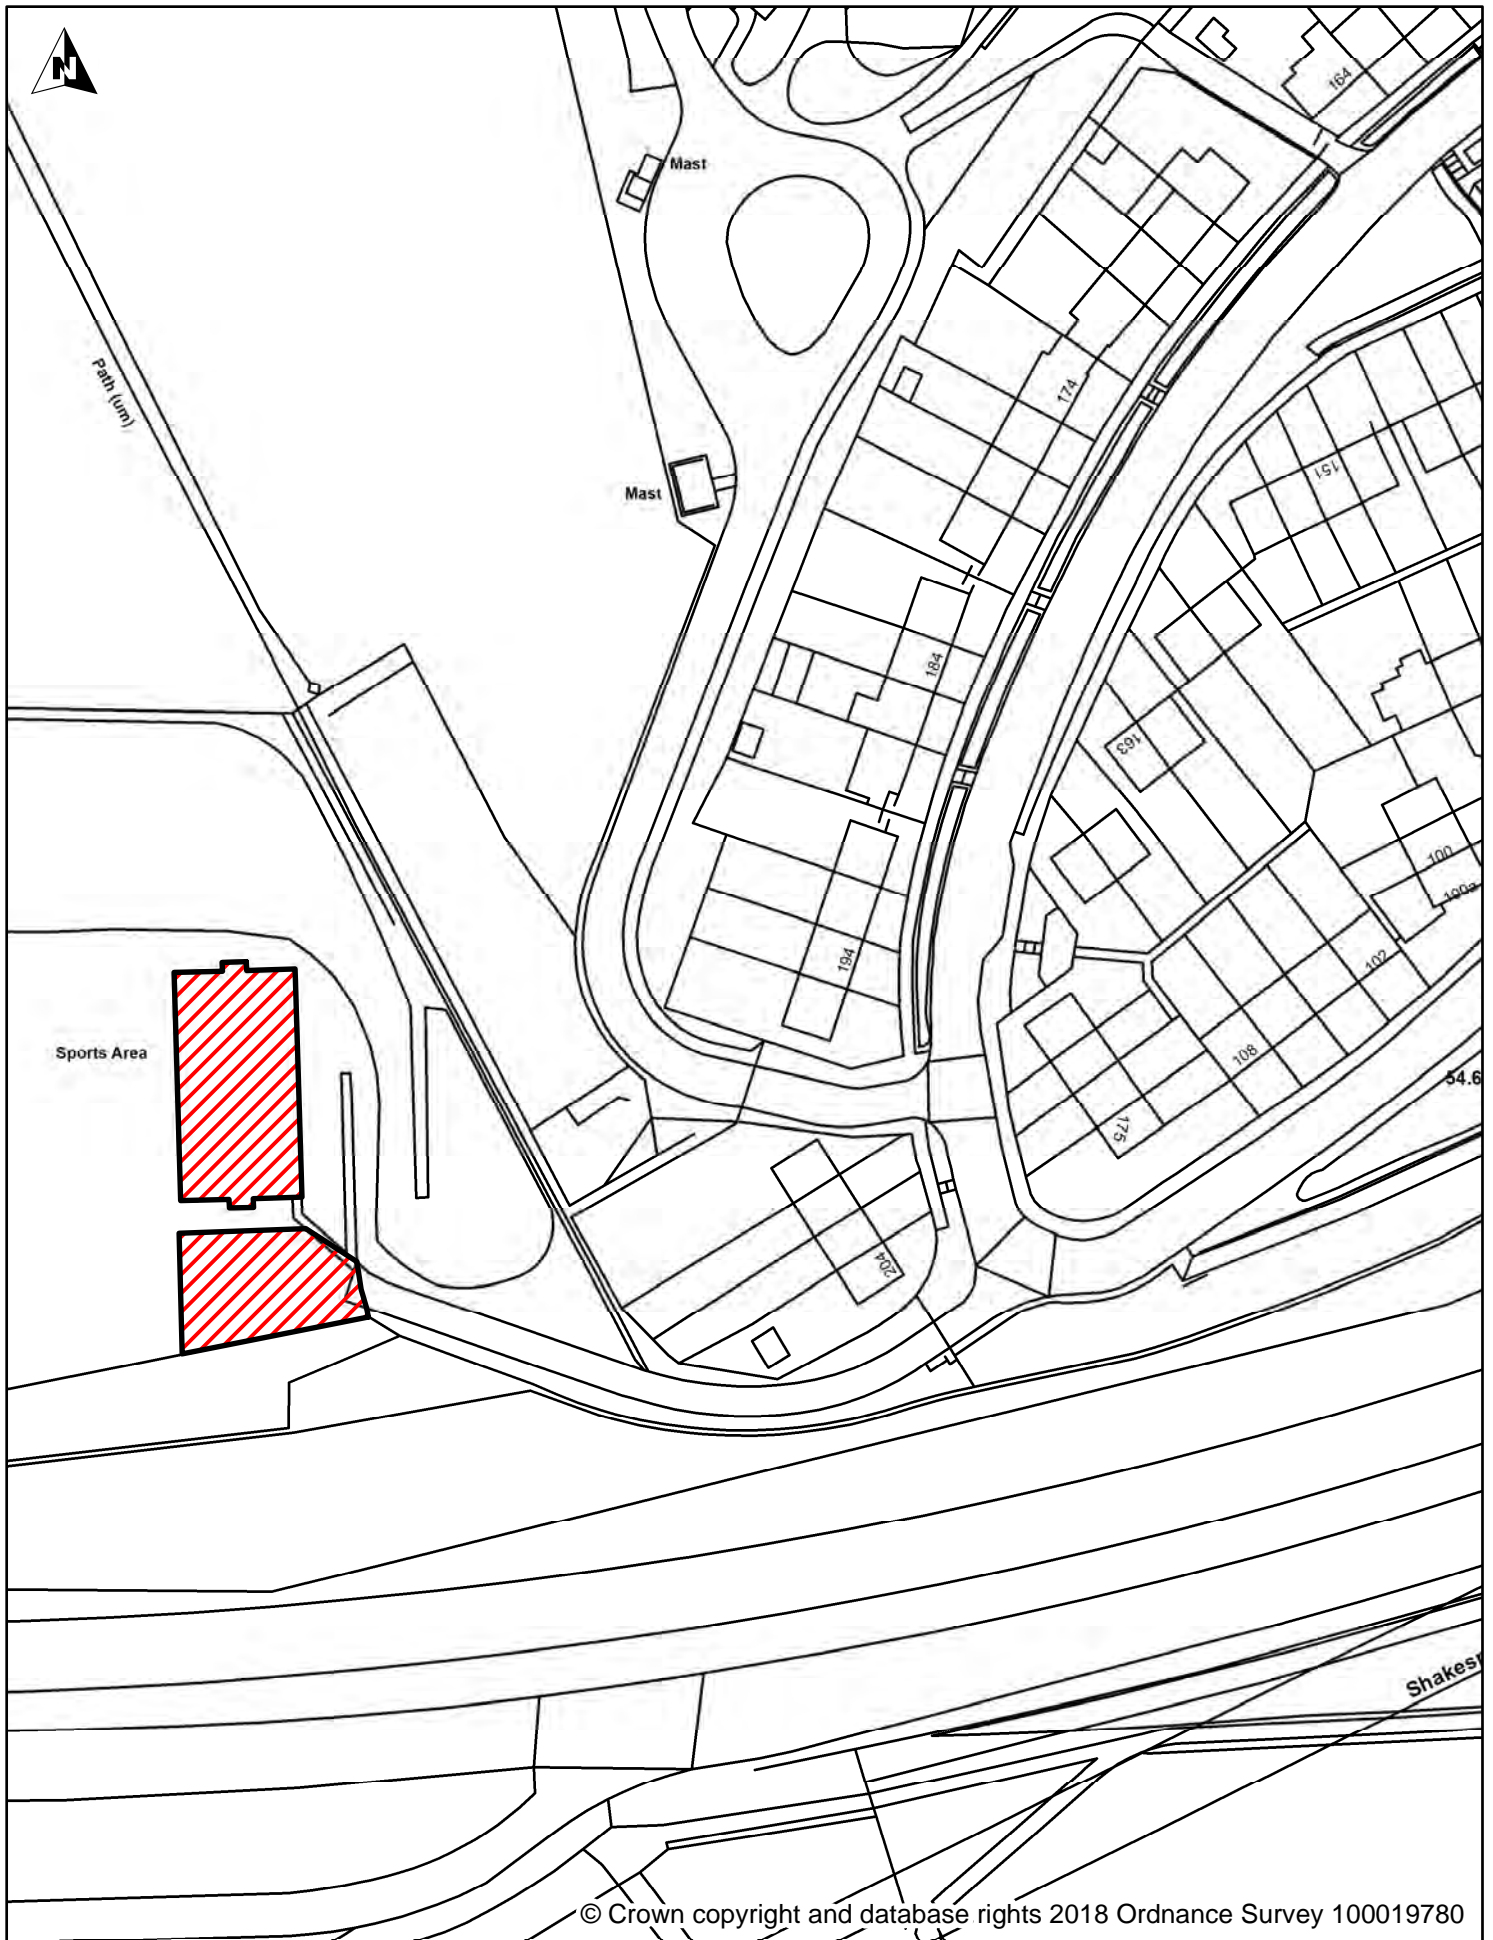 N
164
Mast
Path (um)
174
Mast
151
184
163
100
100a
194
102
Sports Area
108
54.6
175
204
Shakesp
© Crown copyright and database rights 2018 Ordnance Survey 100019780